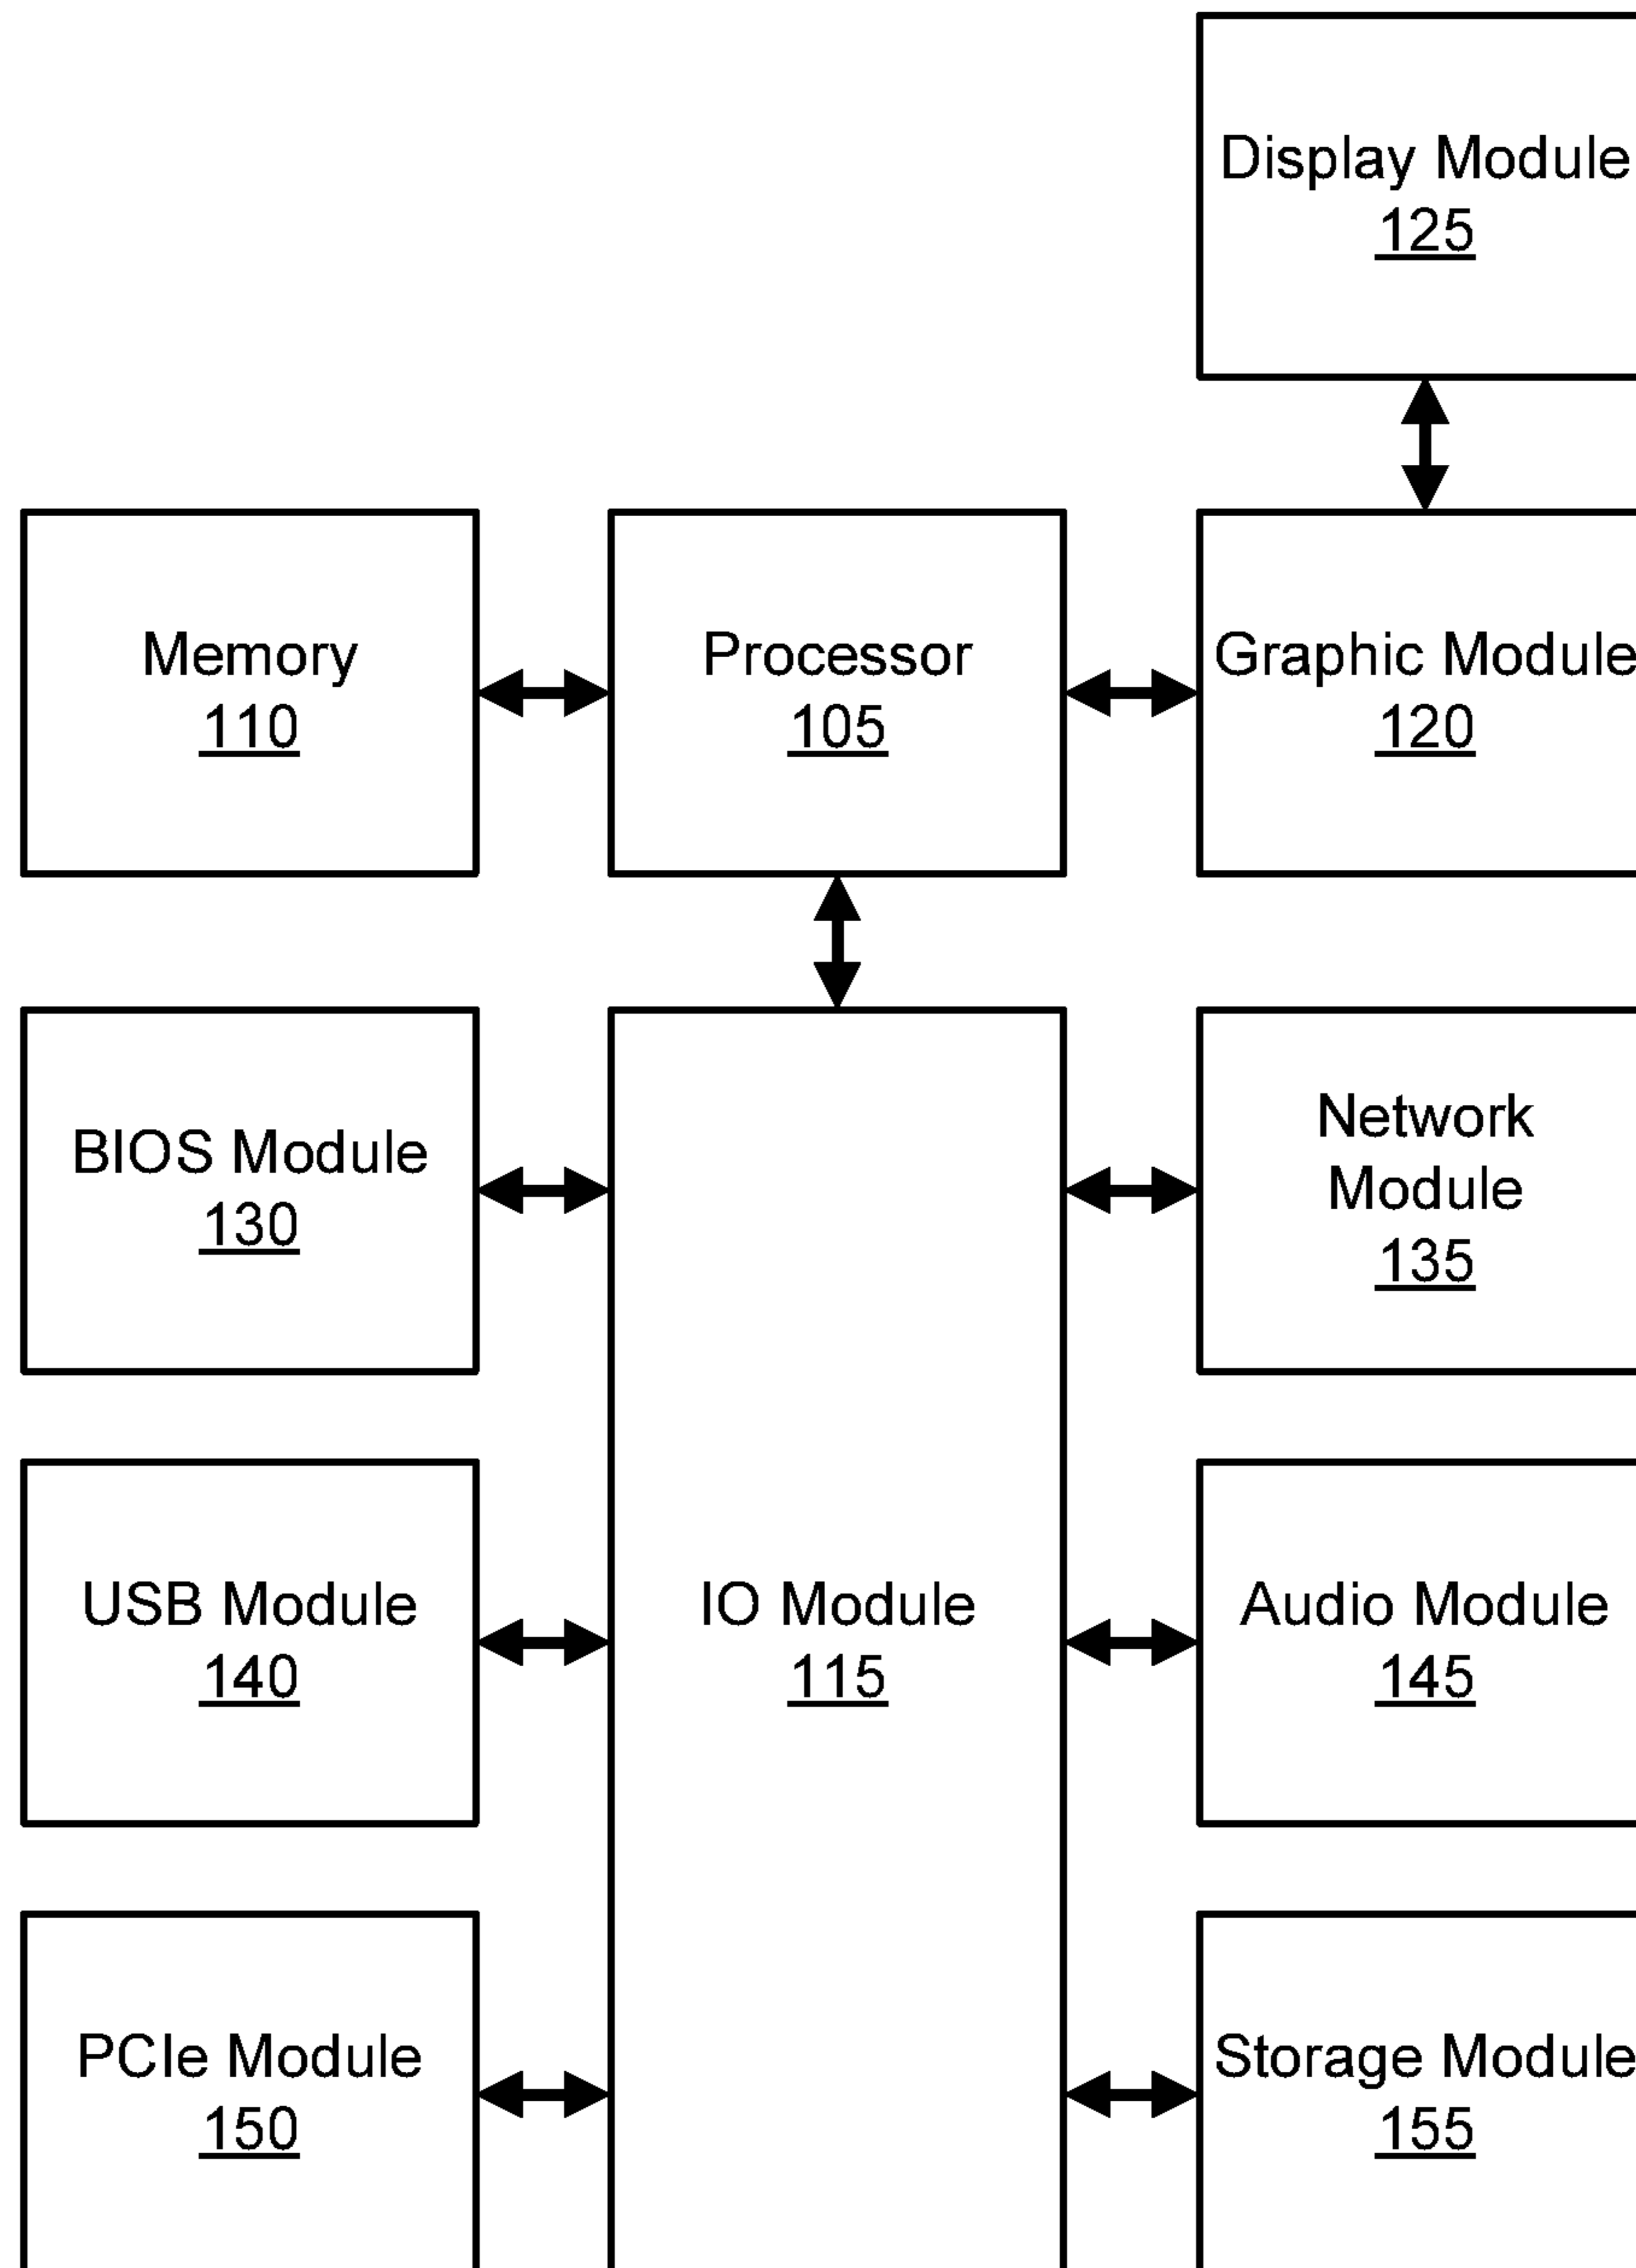 Display Module
125
Memory
110
Processor
105
Graphic Module
120
BIOS Module
130
Network
Module
135
USB Module
140
IO Module
115
Audio Module
145
PCIe Module
150
Storage Module
155